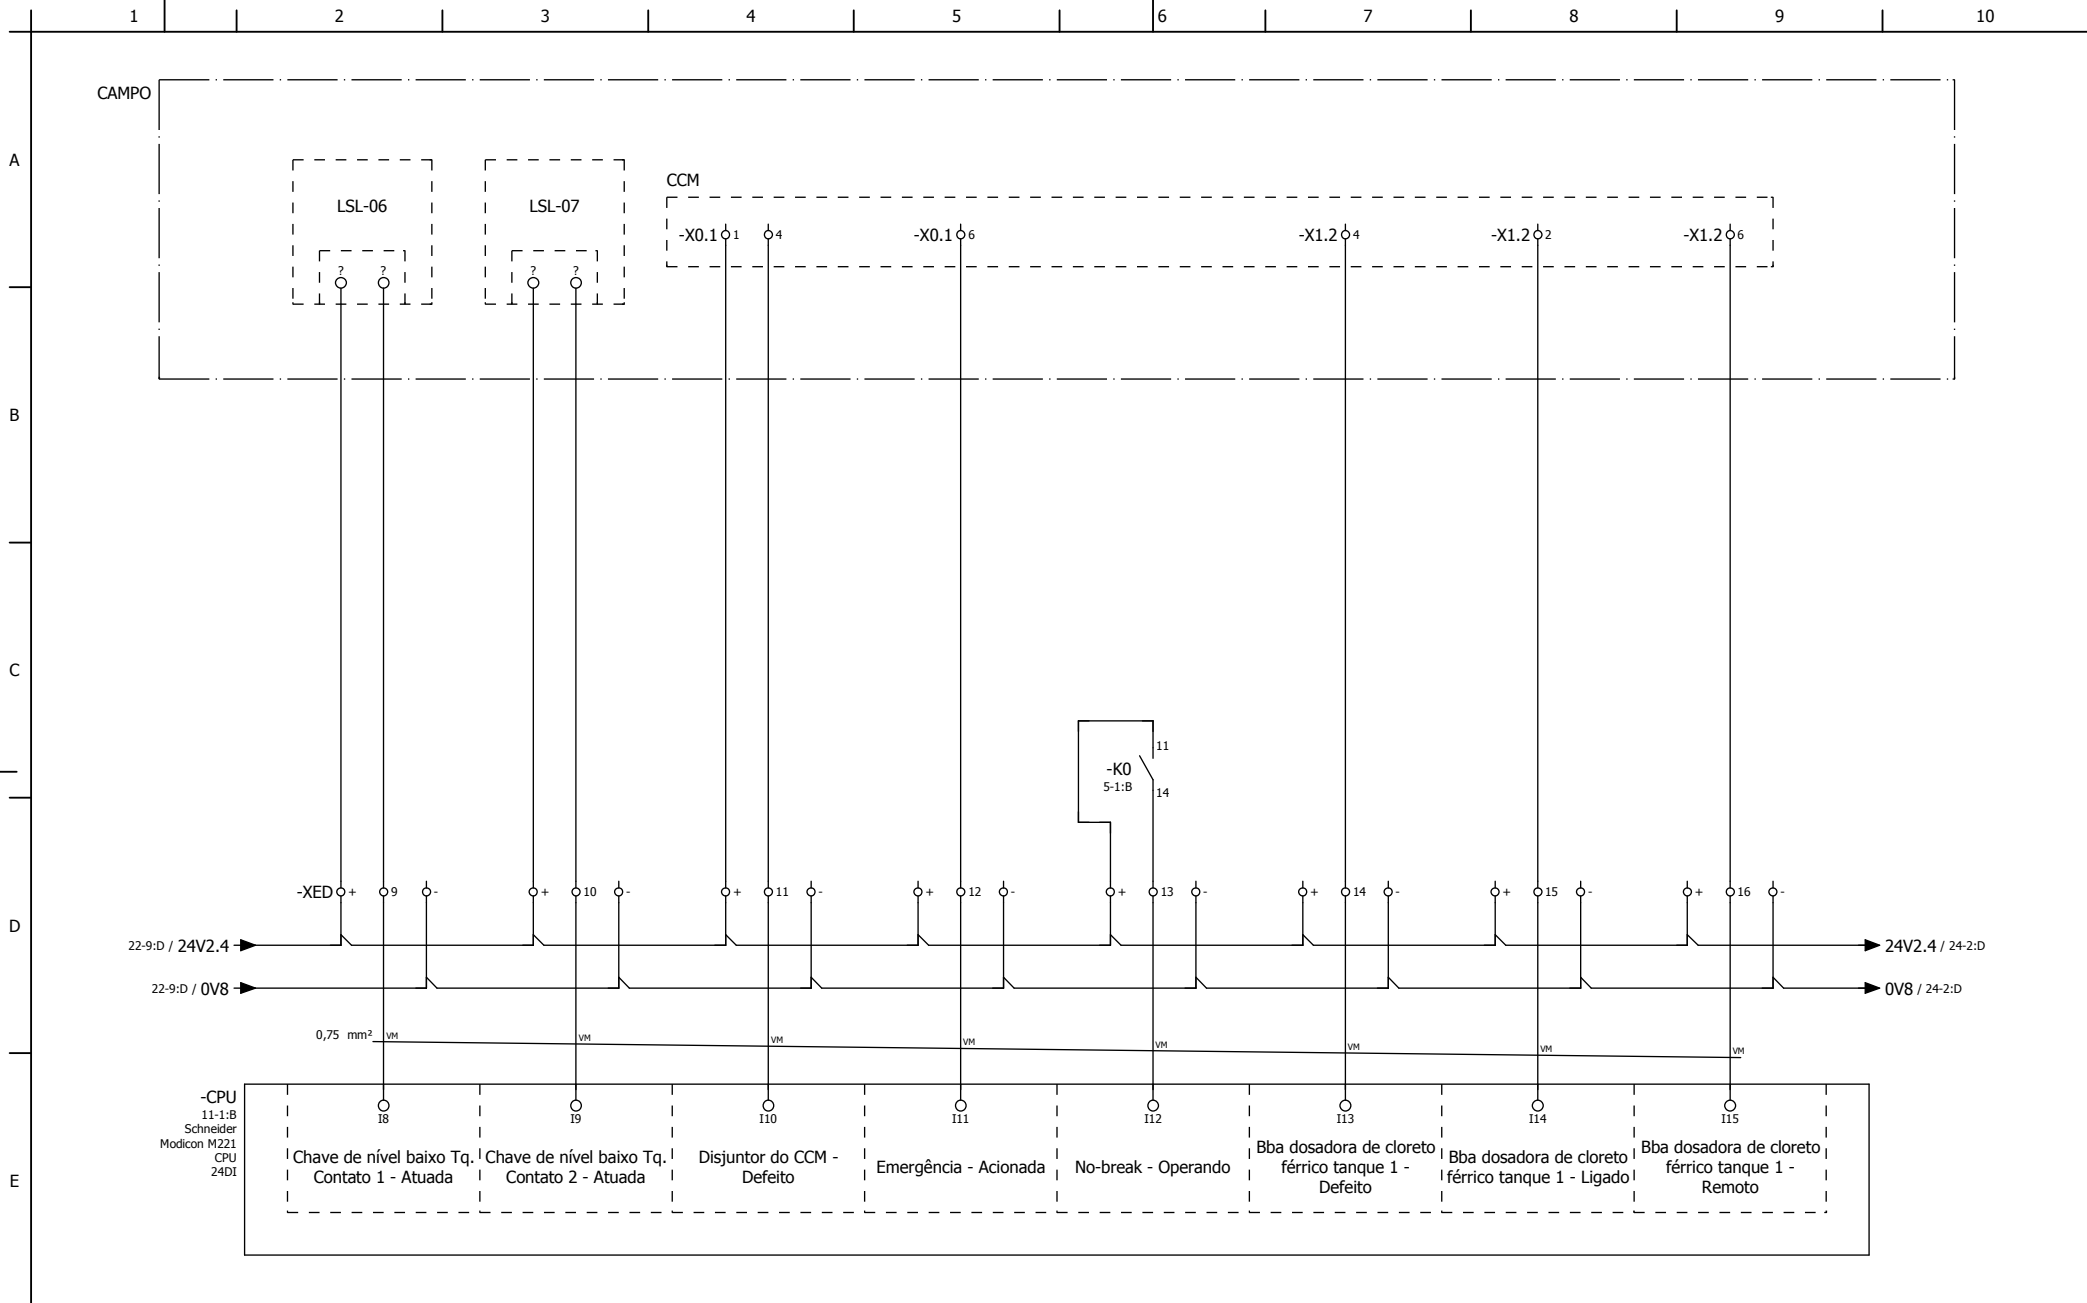 1 2 3 4 5 6 7 8 9 10
CAMPO
A
LSL-06
LSL-07
CCM
-X0.1 1 4
-X0.1 6
-X1.2 4
-X1.2 2
-X1.2 6
? ? ? ?
B
C
11
-K0
5-1:B
14
-XED + 9 - + 10 - + 11 - + 12 - + 13 - + 14 - + 15 - + 16 -
D
22-9:D / 24V2.4
24V2.4 / 24-2:D
22-9:D / 0V8
0V8 / 24-2:D
0,75 mm² VM VM VM VM VM VM VM VM
-CPU
11-1:B
Schneider
Modicon M221
CPU
24DI
I8 I9 I10 I11 I12 I13 I14 I15
E
Chave de nível baixo Tq.
Contato 1 - Atuada
Chave de nível baixo Tq.
Contato 2 - Atuada
Disjuntor do CCM -
Defeito
Emergência - Acionada
No-break - Operando
Bba dosadora de cloreto
férrico tanque 1 -
Defeito
Bba dosadora de cloreto
férrico tanque 1 - Ligado
Bba dosadora de cloreto
férrico tanque 1 -
Remoto